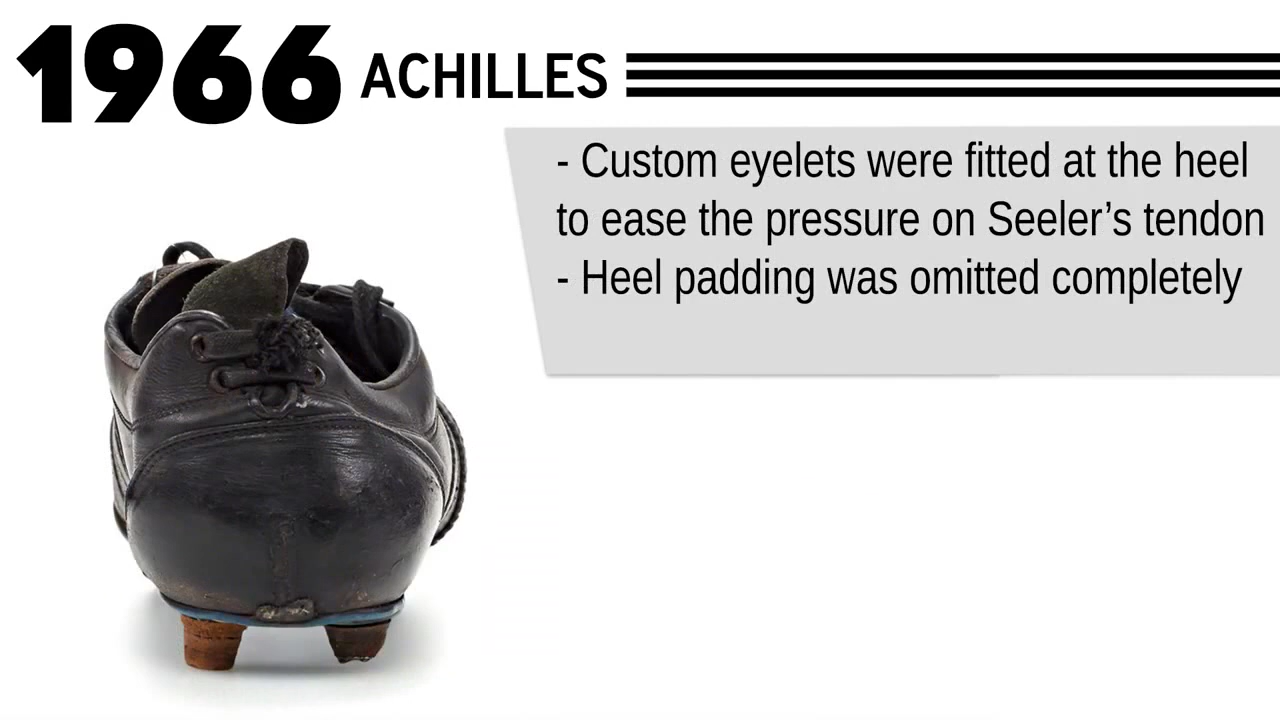 1966 ACHILLES
- Custom eyelets were fitted at the heel
to ease the pressure on Seeler’s tendon
- Heel padding was omitted completely